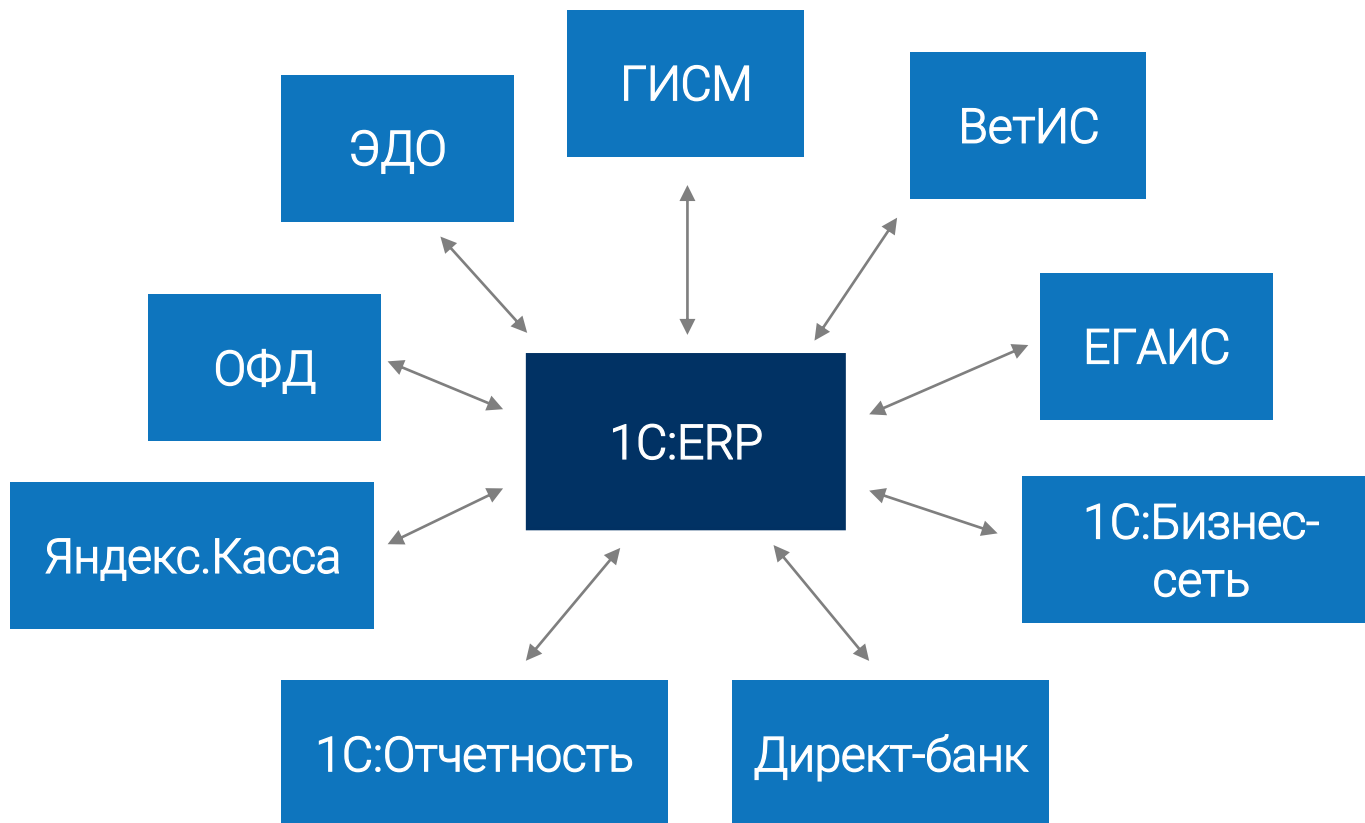 ГИСМ
ВетИС
ЭДО
ЕГАИС
ОФД
1С:ERP
1С:Бизнес-
сеть
Яндекс.Касса
1С:Отчетность
Директ-банк